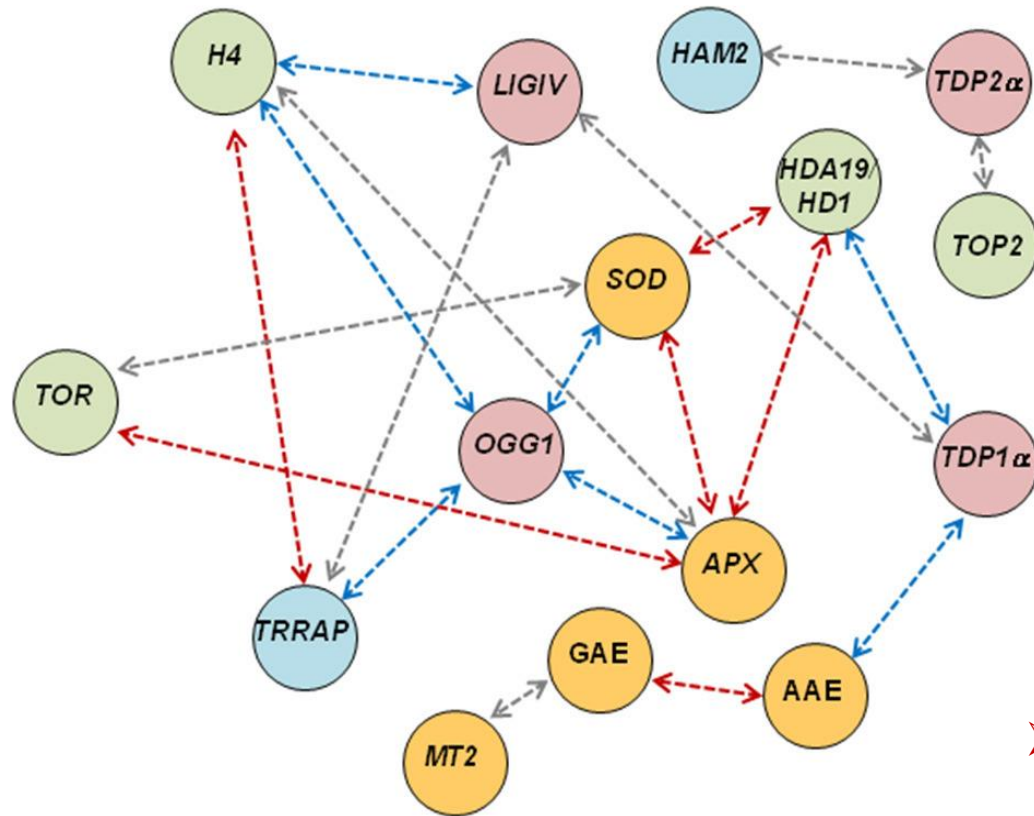 H4
LIGIV
HAM2
TDP2α
HDA19/
HD1
TOP2
SOD
TOR
OGG1
TDP1α
APX
TRRAP
GAE
AAE
MT2